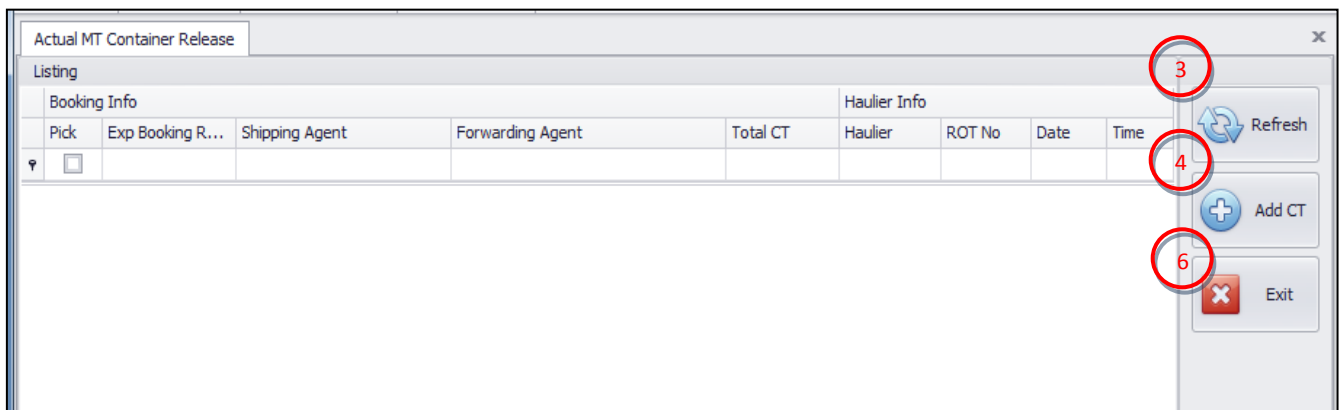 Actual MT Container Release
Listing
3
Booking Info Haulier Info
Pick Exp Booking R... Shipping Agent Forwarding Agent Total CT Haulier ROT No Date Time
Refresh
4
Add CT
6
Exit